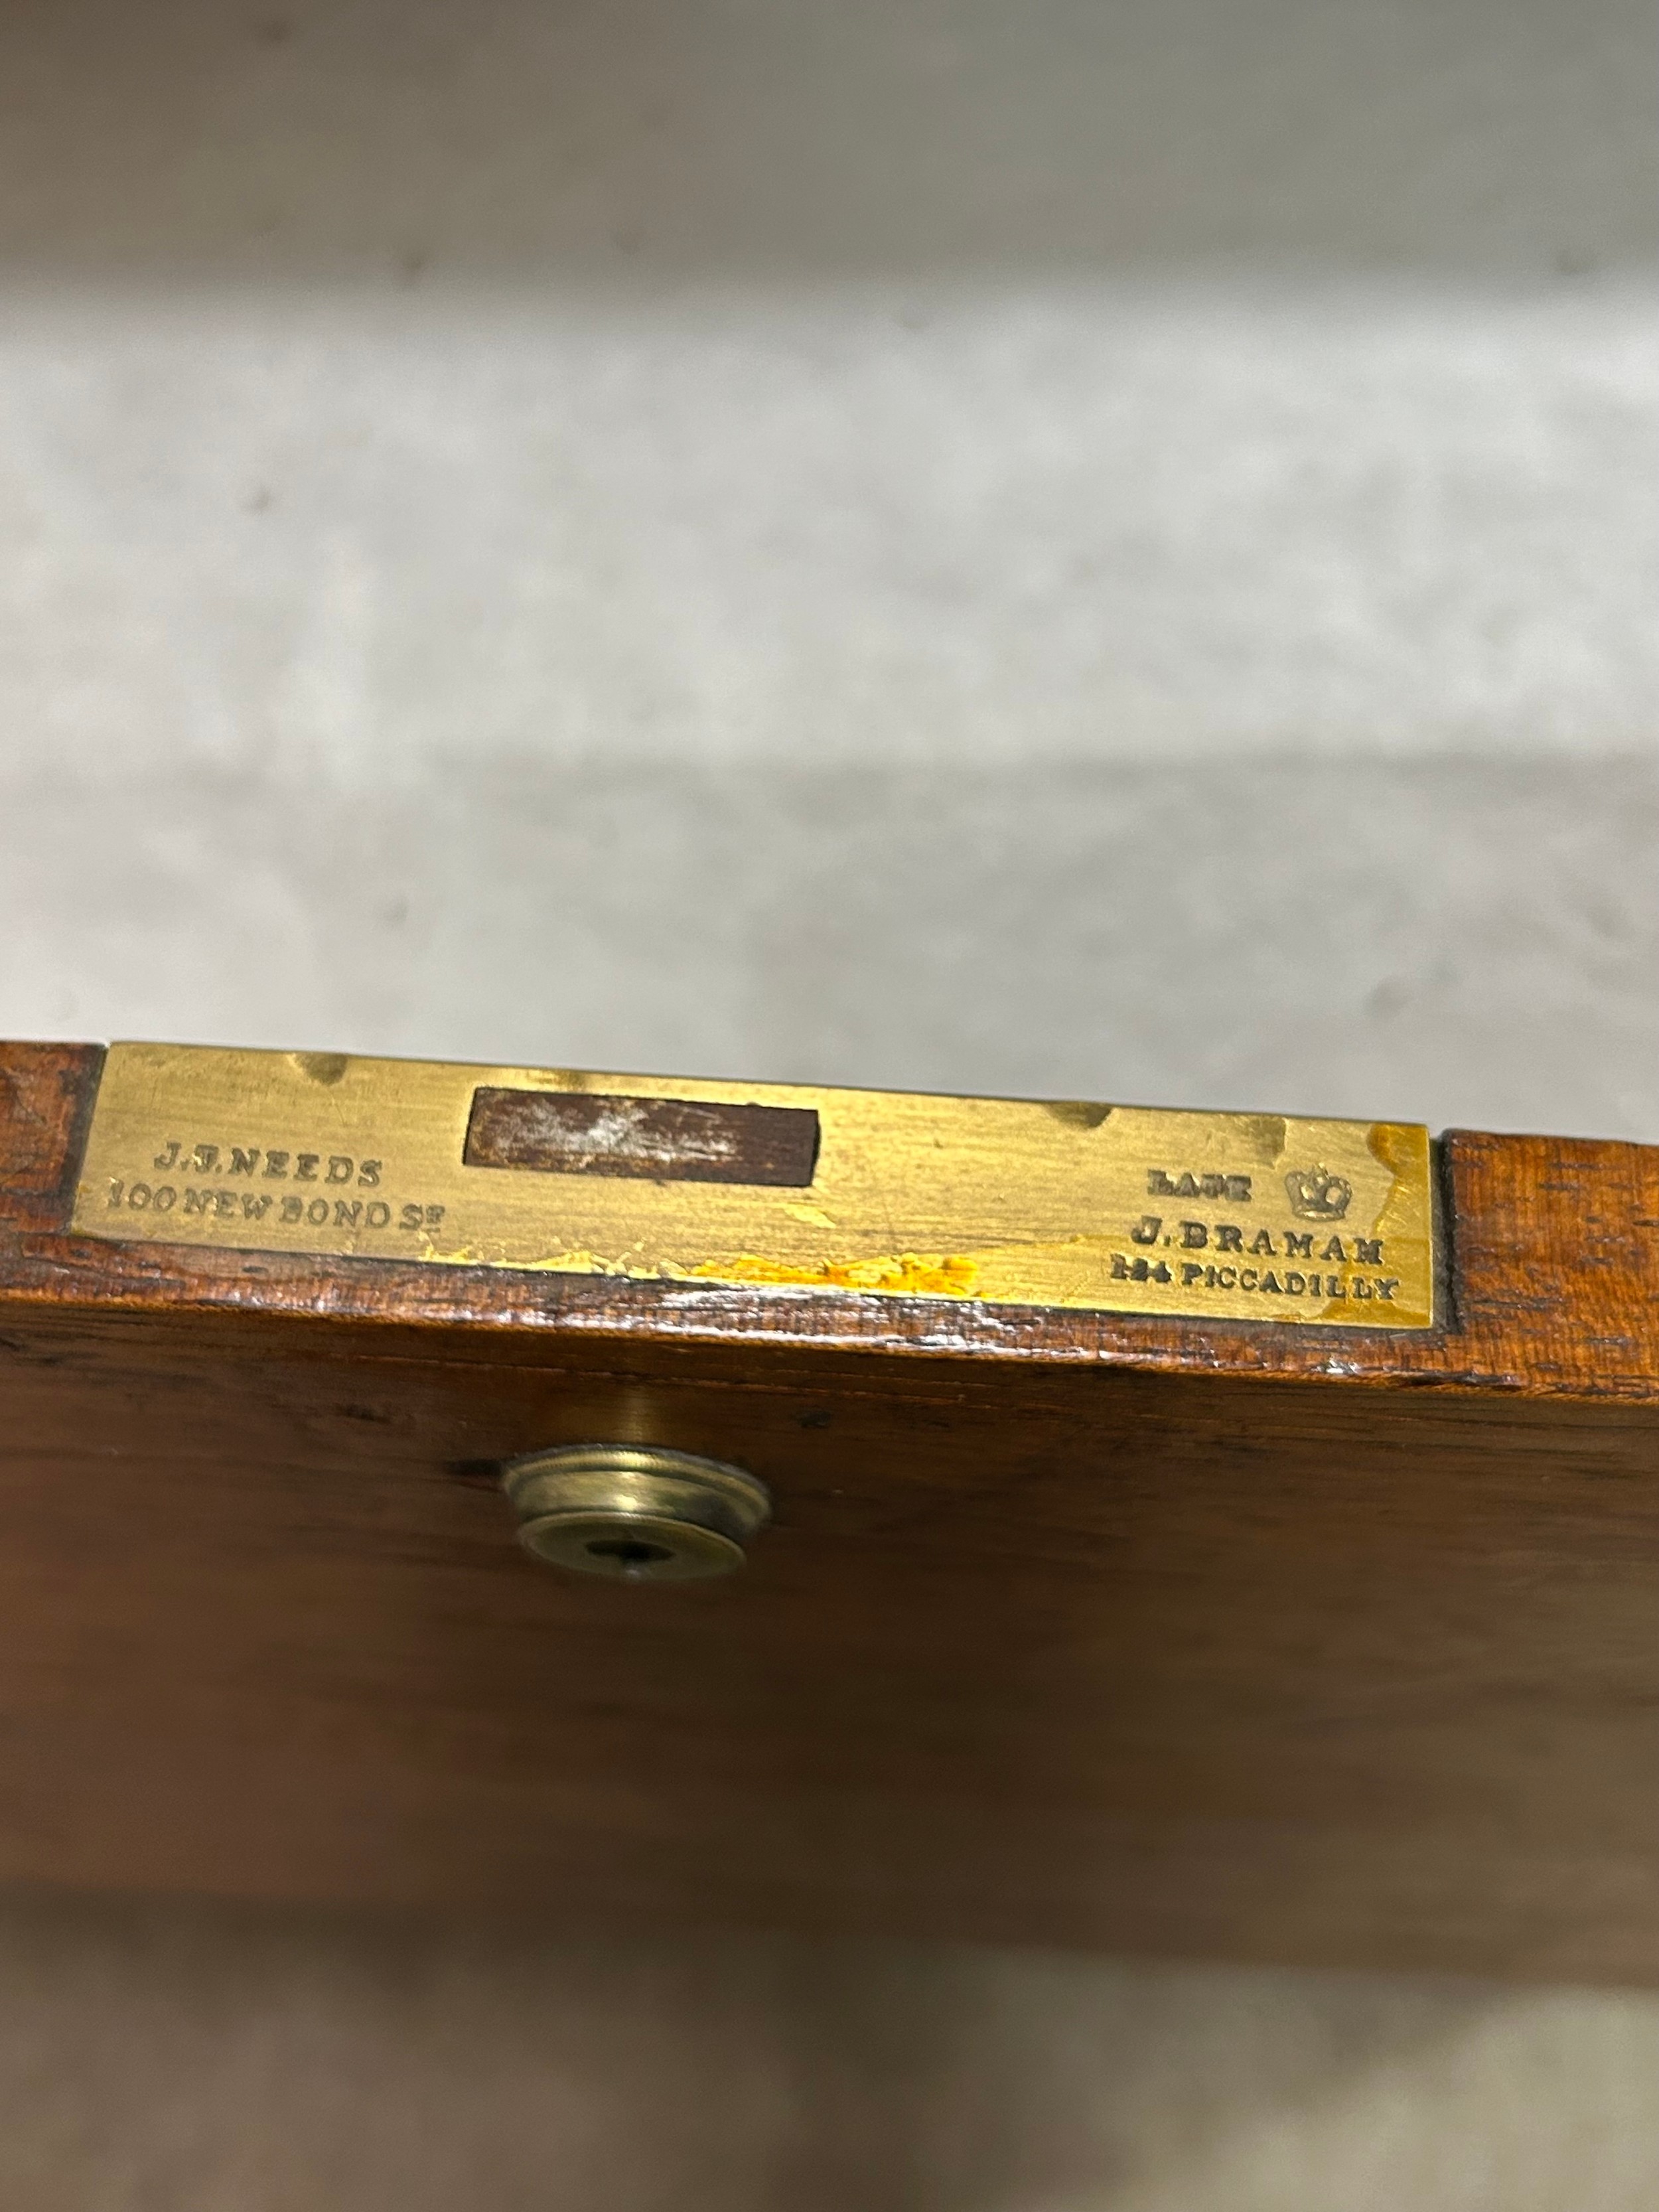 J.T. NEEDS
100 NEW BOND ST
LATE
J. BRAMAH
124 PICCADILLY